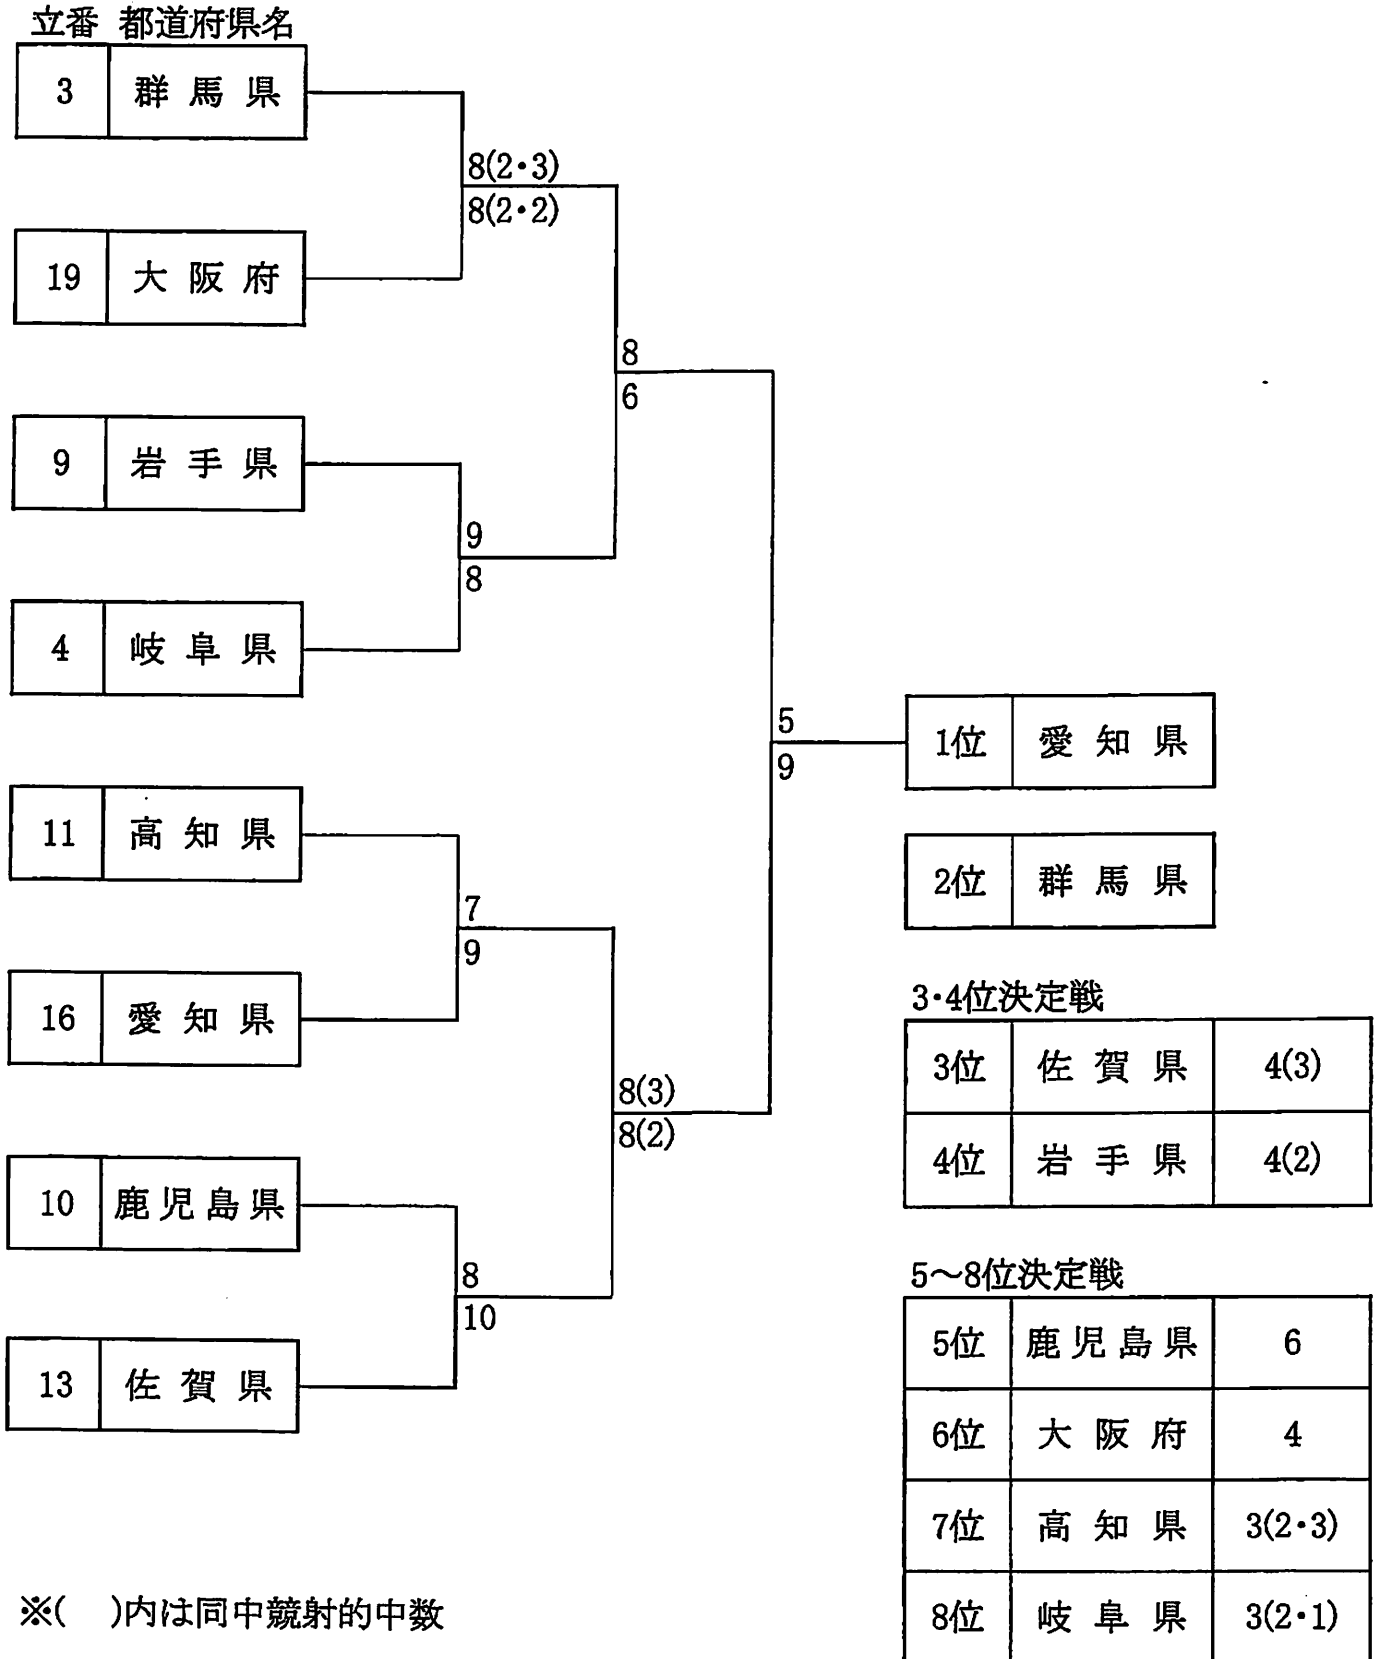 立番 都道府県名
3 群馬県
8(2・3)
8(2・2)
19 大阪府
8
6
9 岩手県
9
8
4 岐阜県
5
9
1位 愛知県
11 高知県
2位 群馬県
7
9
16 愛知県
3・4位決定戦
3位 佐賀県 4(3)
8(3)
8(2)
4位 岩手県 4(2)
10 鹿児島県
8
10
5～8位決定戦
5位 鹿児島県 6
13 佐賀県
6位 大阪府 4
7位 高知県 3(2・3)
8位 岐阜県 3(2・1)
※( )内は同中競射的中数